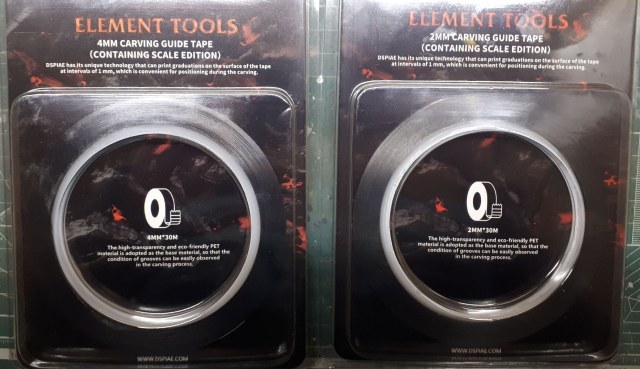 ELEMENT TOOLS
4MM CARVING GUIDE TAPE
(CONTAINING SCALE EDITION)
DSPIAE has its unique technology that can print graduations on the surface of the tape
at intervals of 1 mm, which is convenient for positioning during the carving.
4MM*30M
The high-transparency and eco-friendly PET
material is adopted as the base material, so that the
condition of grooves can be easily observed
in the carving process.
WWW.DSPIAE.COM
ELEMENT TOOLS
2MM CARVING GUIDE TAPE
(CONTAINING SCALE EDITION)
DSPIAE has its unique technology that can print graduations on the surface of the tape
at intervals of 1 mm, which is convenient for positioning during the carving.
2MM*30M
The high-transparency and eco-friendly PET
material is adopted as the base material, so that the
condition of grooves can be easily observed
in the carving process.
WWW.DSPIAE.COM